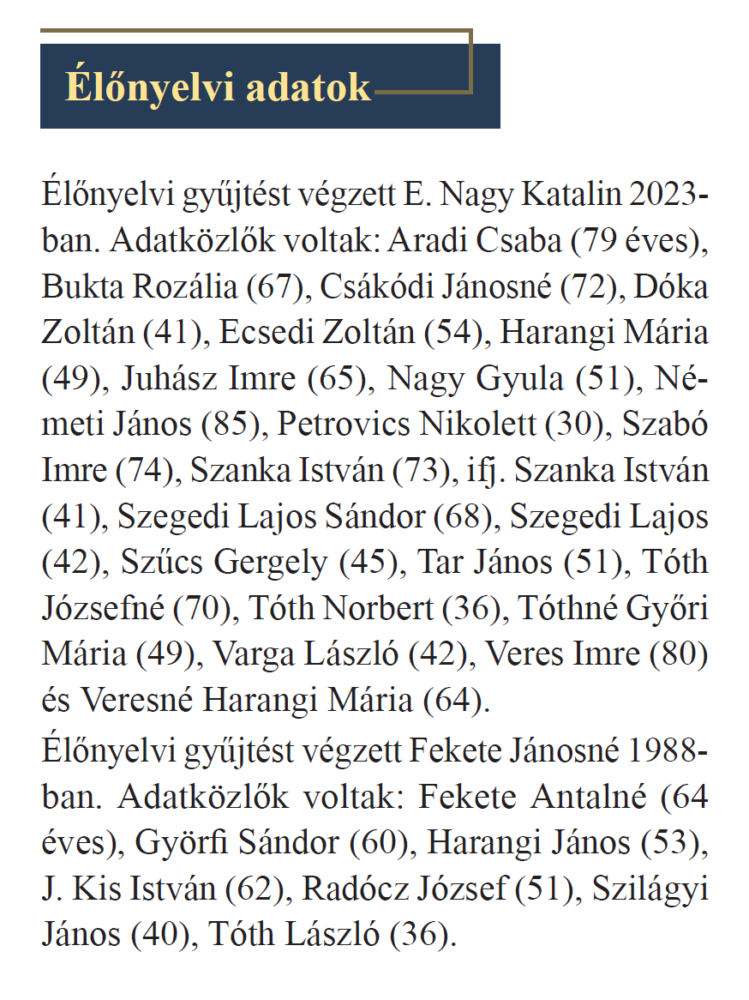 Élőnyelvi adatok
Élőnyelvi gyűjtést végzett E. Nagy Katalin 2023-
ban. Adatközlők voltak: Aradi Csaba (79 éves),
Bukta Rozália (67), Csákódi Jánosné (72), Dóka
Zoltán (41), Ecsedi Zoltán (54), Harangi Mária
(49), Juhász Imre (65), Nagy Gyula (51), Né-
meti János (85), Petrovics Nikolett (30), Szabó
Imre (74), Szanka István (73), ifj. Szanka István
(41), Szegedi Lajos Sándor (68), Szegedi Lajos
(42), Szűcs Gergely (45), Tar János (51), Tóth
Józsefné (70), Tóth Norbert (36), Tóthné Győri
Mária (49), Varga László (42), Veres Imre (80)
és Veresné Harangi Mária (64).
Élőnyelvi gyűjtést végzett Fekete Jánosné 1988-
ban. Adatközlők voltak: Fekete Antalné (64
éves), Györfi Sándor (60), Harangi János (53),
J. Kis István (62), Radócz József (51), Szilágyi
János (40), Tóth László (36).